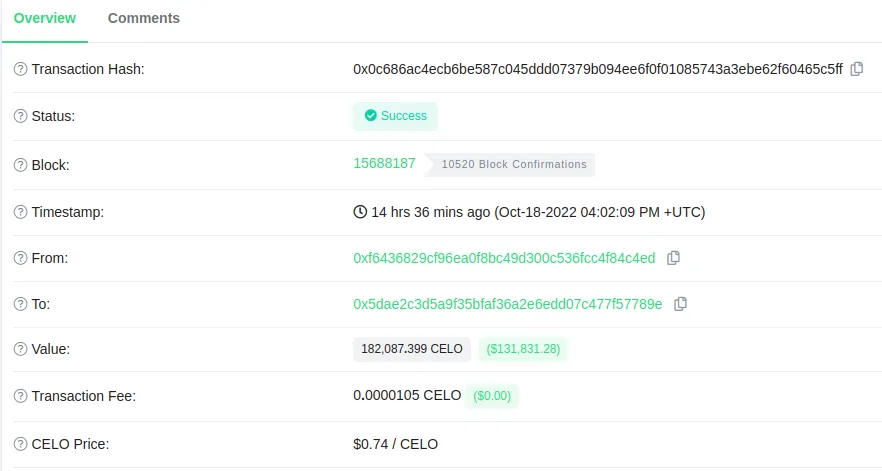 Overview Comments
Transaction Hash: 0x0c686ac4ecb6be587c045ddd07379b094ee6f0f01085743a3ebe62f60465c5ff
Status: Success
Block: 15688187 10520 Block Confirmations
Timestamp: 14 hrs 36 mins ago (Oct-18-2022 04:02:09 PM +UTC)
From: 0xf6436829cf96ea0f8bc49d300c536fcc4f84c4ed
To: 0x5dae2c3d5a9f35bfaf36a2e6edd07c477f57789e
Value: 182,087.399 CELO ($131,831.28)
Transaction Fee: 0.0000105 CELO ($0.00)
CELO Price: $0.74 / CELO